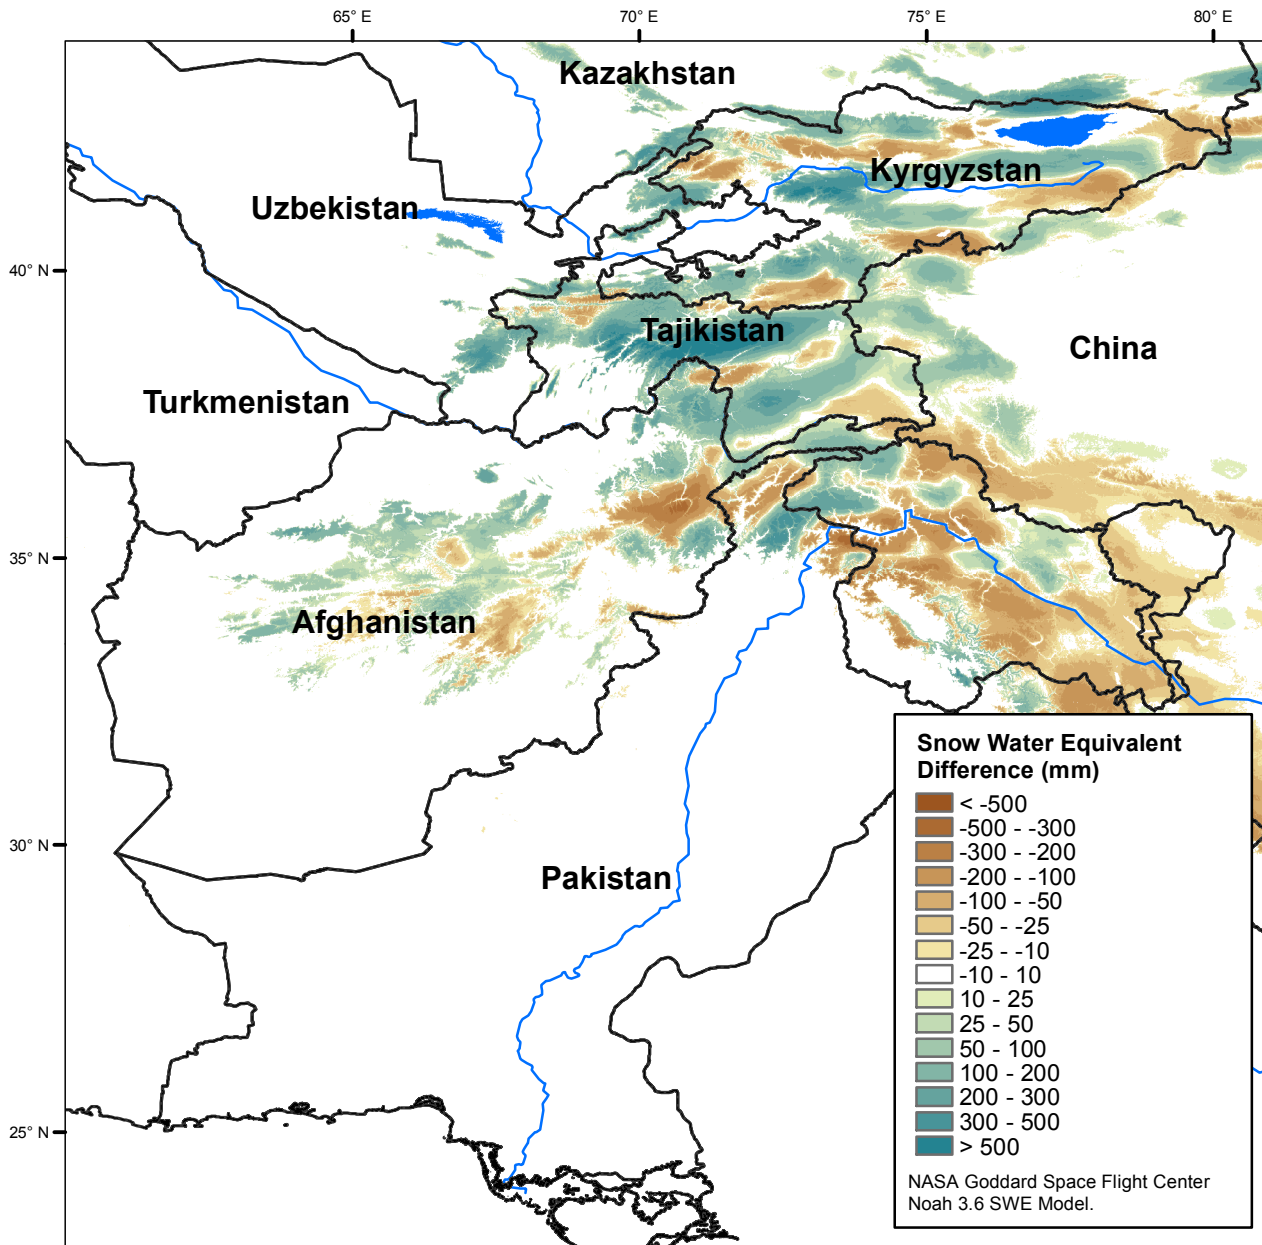 65° E
70° E
75° E
80° E
Kazakhstan
Kyrgyzstan
Uzbekistan
40° N
Tajikistan
China
Turkmenistan
35° N
Afghanistan
30° N
Pakistan
25° N
Snow Water Equivalent
Difference (mm)
< -500
-500 - -300
-300 - -200
-200 - -100
-100 - -50
-50 - -25
-25 - -10
-10 - 10
10 - 25
25 - 50
50 - 100
100 - 200
200 - 300
300 - 500
> 500
NASA Goddard Space Flight Center
Noah 3.6 SWE Model.